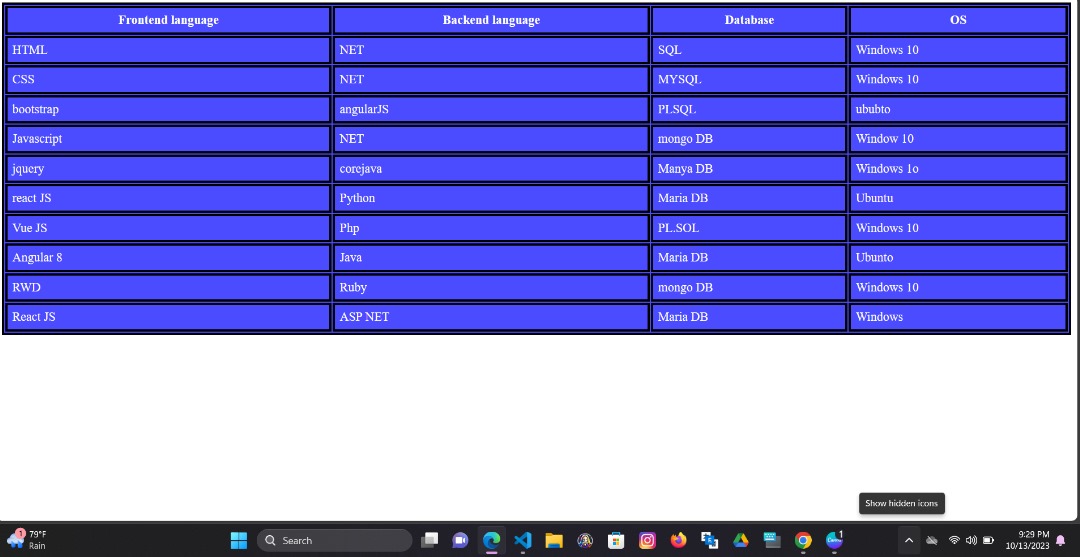 Frontend language Backend language Database OS
HTML NET SQL Windows 10
CSS NET MYSQL Windows 10
bootstrap angularJS PLSQL ububto
Javascript NET mongo DB Window 10
jquery corejava Manya DB Windows 1o
react JS Python Maria DB Ubuntu
Vue JS Php PL.SOL Windows 10
Angular 8 Java Maria DB Ubunto
RWD Ruby mongo DB Windows 10
React JS ASP NET Maria DB Windows
Show hidden icons
1 79°F
Rain
Search
1
9:29 PM
10/13/2023